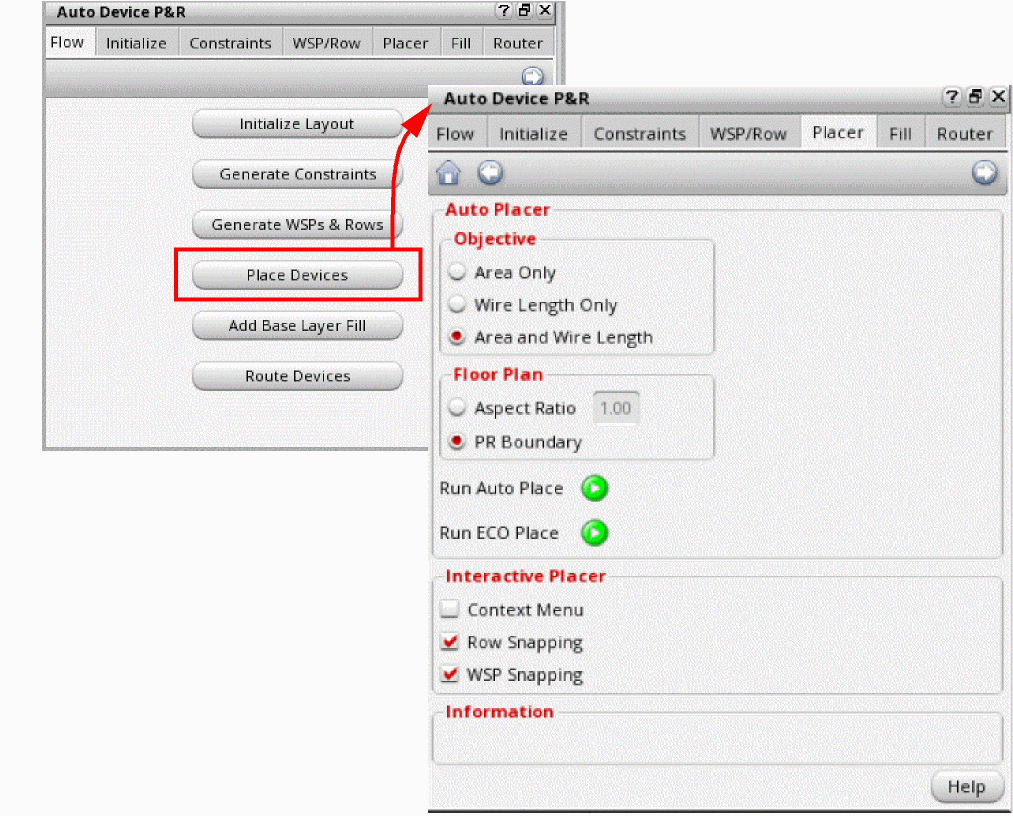 Auto Device P&R
Flow Initialize Constraints WSP/Row Placer Fill Router
Initialize Layout
Generate Constraints
Generate WSPs & Rows
Place Devices
Add Base Layer Fill
Route Devices
Auto Device P&R
Flow Initialize Constraints WSP/Row Placer Fill Router
Auto Placer
Objective
Area Only
Wire Length Only
Area and Wire Length
Floor Plan
Aspect Ratio 1.00
PR Boundary
Run Auto Place
Run ECO Place
Interactive Placer
Context Menu
Row Snapping
WSP Snapping
Information
Help